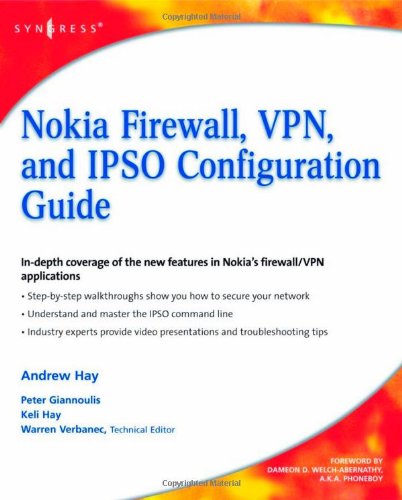 Copyrighted Material
SYNGRESS®
Nokia Firewall, VPN,
and IPSO Configuration
Guide
In-depth coverage of the new features in Nokia's firewall/VPN
applications
• Step-by-step walkthroughs show you how to secure your network
• Understand and master the IPSO command line
• Industry experts provide video presentations and troubleshooting tips
Andrew Hay
Peter Giannoulis
Keli Hay
Warren Verbanec, Technical Editor
FOREWORD BY
DAMEON D. WELCH-ABERNATHY,
A.K.A. PHONEBOY
Copyrighted Material